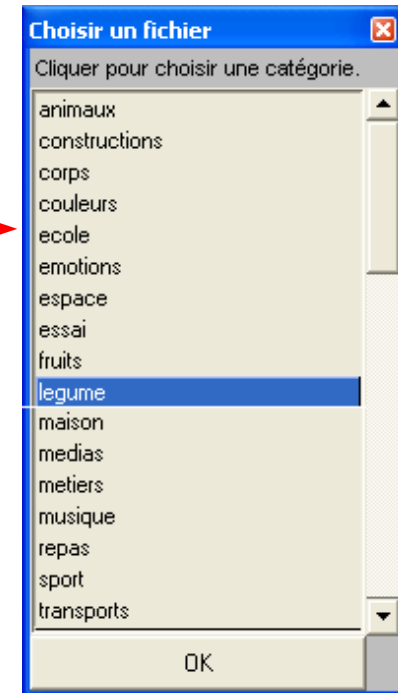 Choisir un fichier
Cliquer pour choisir une catégorie.
animaux
constructions
corps
couleurs
ecole
emotions
espace
essai
fruits
legume
maison
medias
metiers
musique
repas
sport
transports
OK